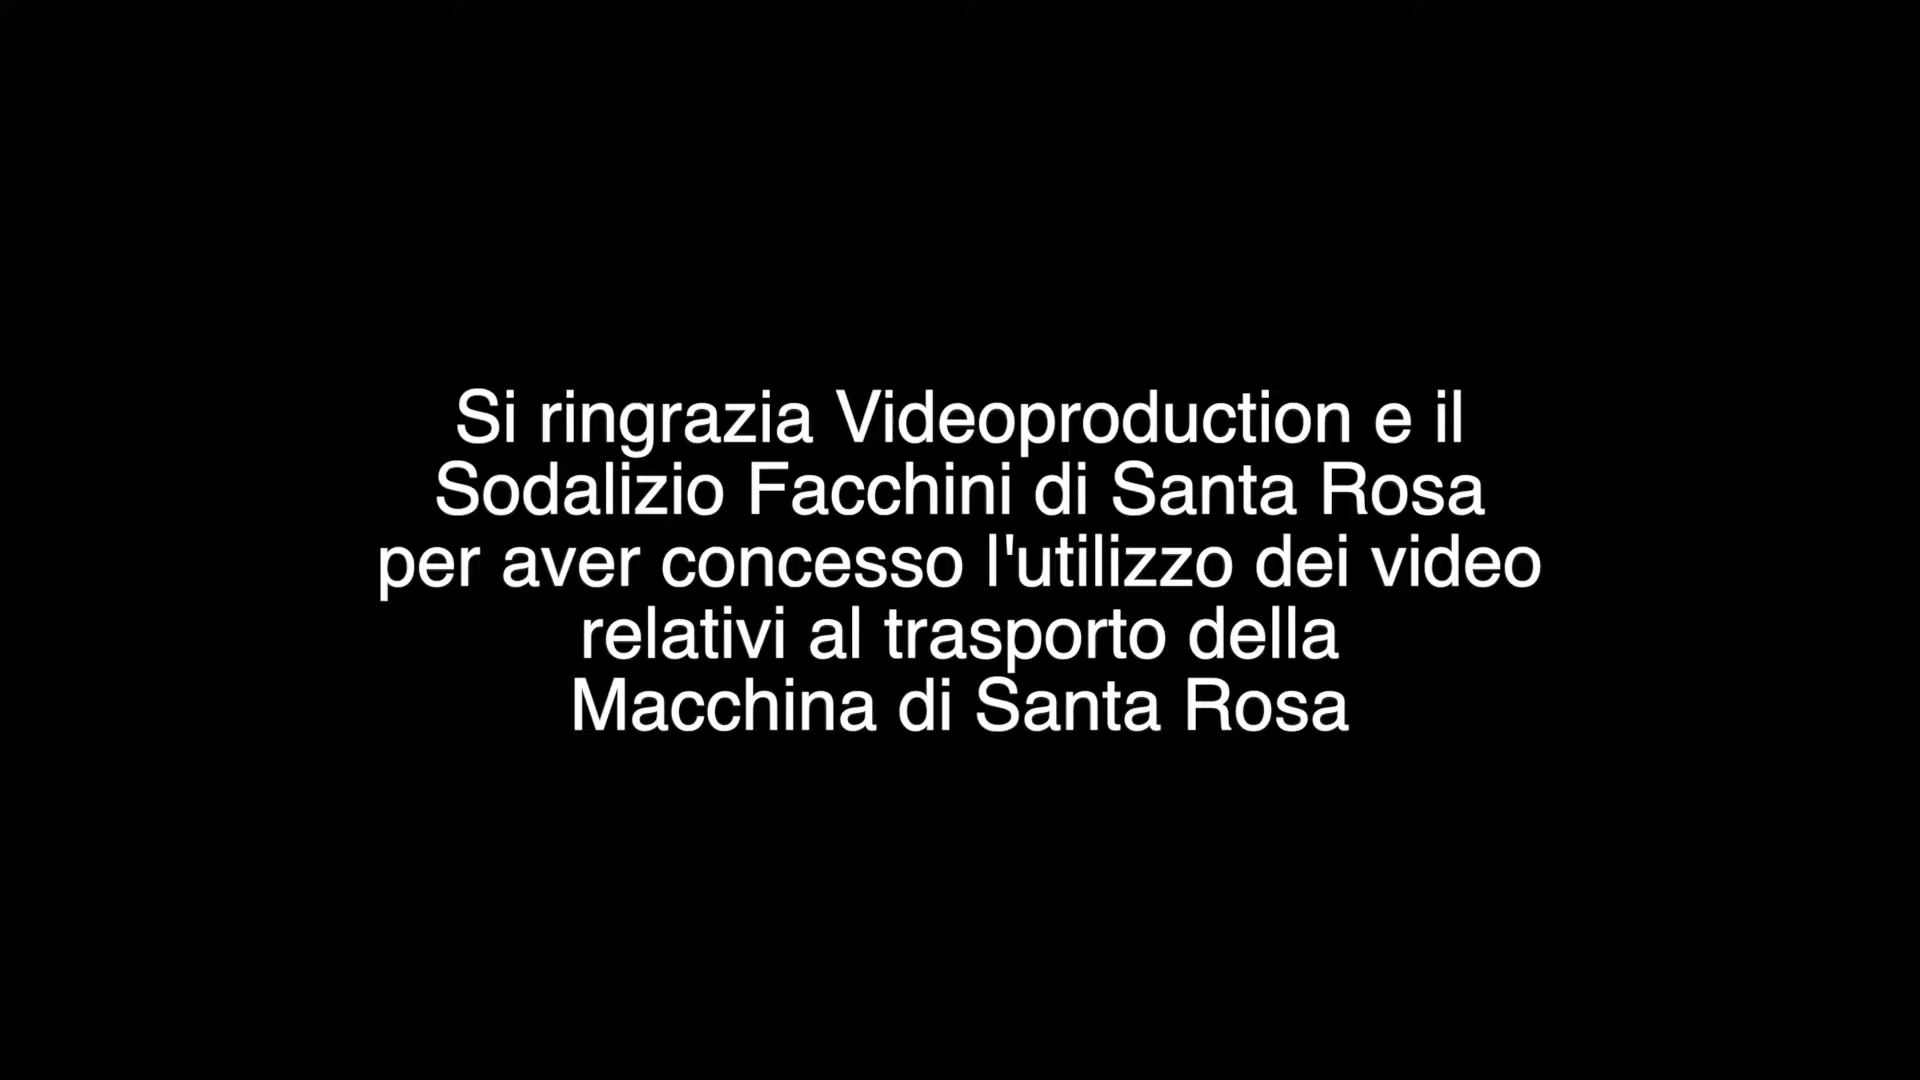 Si ringrazia Videoproduction e il
Sodalizio Facchini di Santa Rosa
per aver concesso l'utilizzo dei video
relativi al trasporto della
Macchina di Santa Rosa